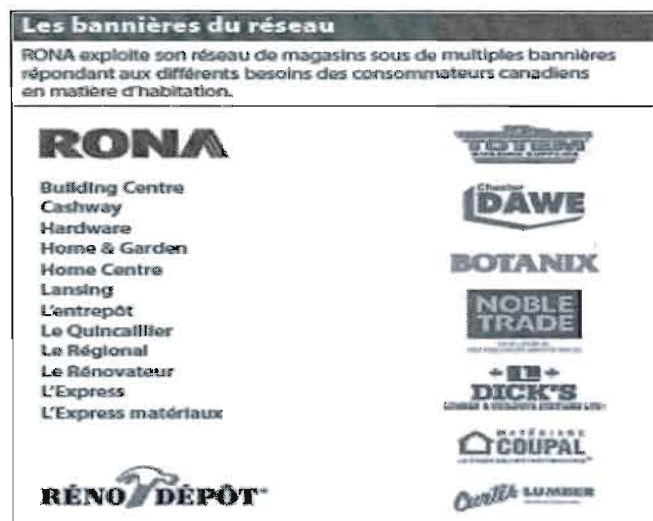 Les bannières du réseau
RONA exploite son réseau de magasins sous de multiples bannières
répondant aux différents besoins des consommateurs canadiens
en matière d'habitation.
RONA
Building Centre
Cashway
Hardware
Home & Garden
Home Centre
Lansing
L'entrepôt
Le Quincaillier
Le Régional
Le Rénovateur
L'Express
L'Express matériaux
RÉNO DÉPÔT
TOTEM
Chester
DAWE
BOTANIX
NOBLE
TRADE
DICK'S
MATÉRIAUX
COUPAL
Curtis LUMBER